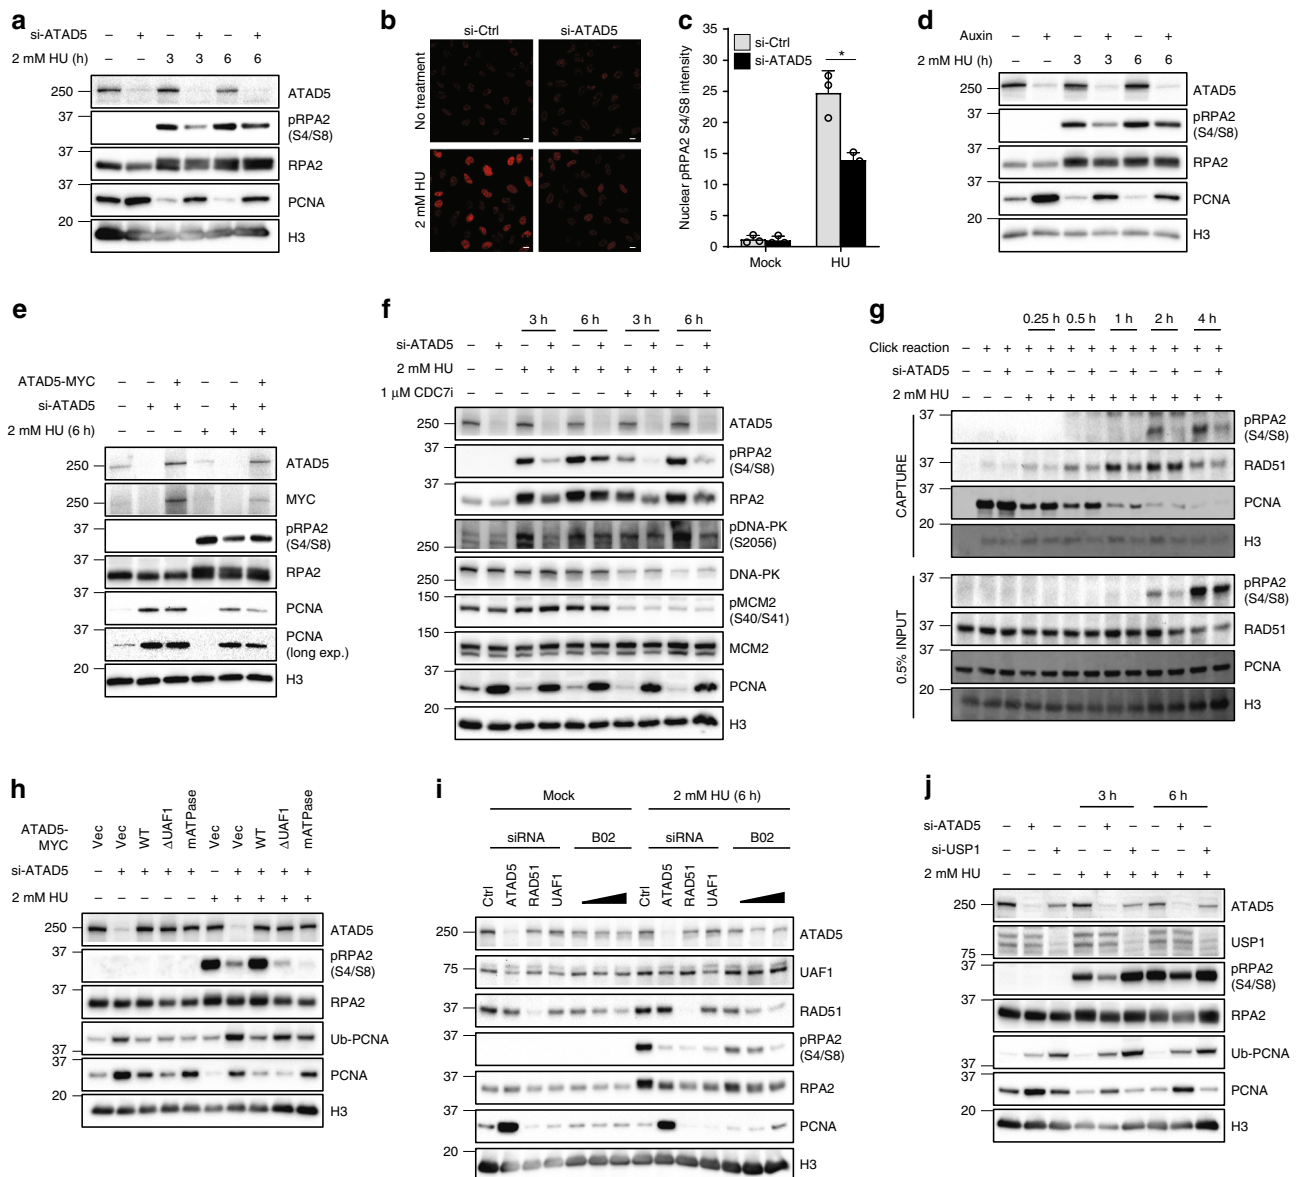 a
si-ATAD5 – + – + – +
2 mM HU (h) – – 3 3 6 6
250 ATAD5
pRPA2 (S4/S8)
37 RPA2
37 PCNA
20 H3
b
si-Ctrl si-ATAD5
No treatment
2 mM HU
c
si-Ctrl
si-ATAD5
*
Nuclear pRPA2 S4/S8 intensity
35
30
25
20
15
10
5
0
Mock HU
d
Auxin – + – + – +
2 mM HU (h) – – 3 3 6 6
250 ATAD5
pRPA2 (S4/S8)
37 RPA2
37 PCNA
20 H3
e
ATAD5-MYC – – + – – +
si-ATAD5 – + + – + +
2 mM HU (6 h) – – – + + +
250 ATAD5
250 MYC
37 pRPA2 (S4/S8)
37 RPA2
37 PCNA
37 PCNA (long exp.)
20 H3
f
3 h 6 h 3 h 6 h
si-ATAD5 – + – + – + – + – +
2 mM HU – – + + + + + + + +
1 µM CDC7i – – – – – – + + + +
250 ATAD5
37 pRPA2 (S4/S8)
37 RPA2
250 pDNA-PK (S2056)
250 DNA-PK
150 pMCM2 (S40/S41)
150 MCM2
37 PCNA
20 H3
g
0.25 h 0.5 h 1 h 2 h 4 h
Click reaction – + + + + + + + + + + + +
si-ATAD5 – – + – + – + – + – + – +
2 mM HU – – – + + + + + + + + + +
CAPTURE
37 pRPA2 (S4/S8)
37 RAD51
PCNA
20 H3
0.5% INPUT
37 pRPA2 (S4/S8)
37 RAD51
37 PCNA
20 H3
h
ATAD5-MYC Vec Vec WT ΔUAF1 mATPase Vec Vec WT ΔUAF1 mATPase
si-ATAD5 – + + + + – + + + +
2 mM HU – – – – – + + + + +
250 ATAD5
37 pRPA2 (S4/S8)
37 RPA2
37 Ub-PCNA
37 PCNA
20 H3
i
Mock 2 mM HU (6 h)
siRNA B02 siRNA B02
Ctrl ATAD5 RAD51 UAF1 Ctrl ATAD5 RAD51 UAF1
250 ATAD5
75 UAF1
37 RAD51
37 pRPA2 (S4/S8)
37 RPA2
37 PCNA
20 H3
j
3 h 6 h
si-ATAD5 – + – – + – – + –
si-USP1 – – + – – + – – +
2 mM HU – – – + + + + + +
250 ATAD5
75 USP1
37 pRPA2 (S4/S8)
37 RPA2
37 Ub-PCNA
37 PCNA
20 H3